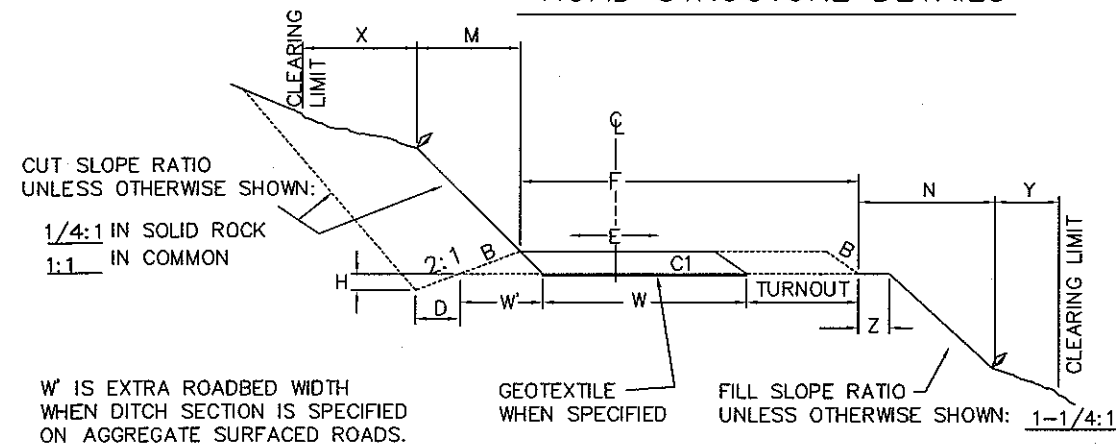 ROAD STRUCTURE DETAILS
X
M
CLEARING
LIMIT
℄
CUT SLOPE RATIO
UNLESS OTHERWISE SHOWN:
1/4:1 IN SOLID ROCK
1:1 IN COMMON
F
N
Y
E
2:1
B
B
C1
H
D
W'
W
TURNOUT
Z
CLEARING LIMIT
W' IS EXTRA ROADBED WIDTH
WHEN DITCH SECTION IS SPECIFIED
ON AGGREGATE SURFACED ROADS.
GEOTEXTILE
WHEN SPECIFIED
FILL SLOPE RATIO
UNLESS OTHERWISE SHOWN: 1-1/4:1